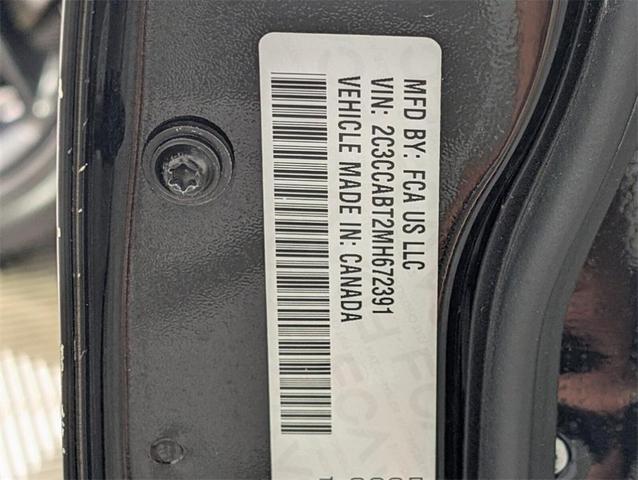 MFD BY: FCA US LLC
VIN: 2C3CCABT2MH672391
VEHICLE MADE IN: CANADA